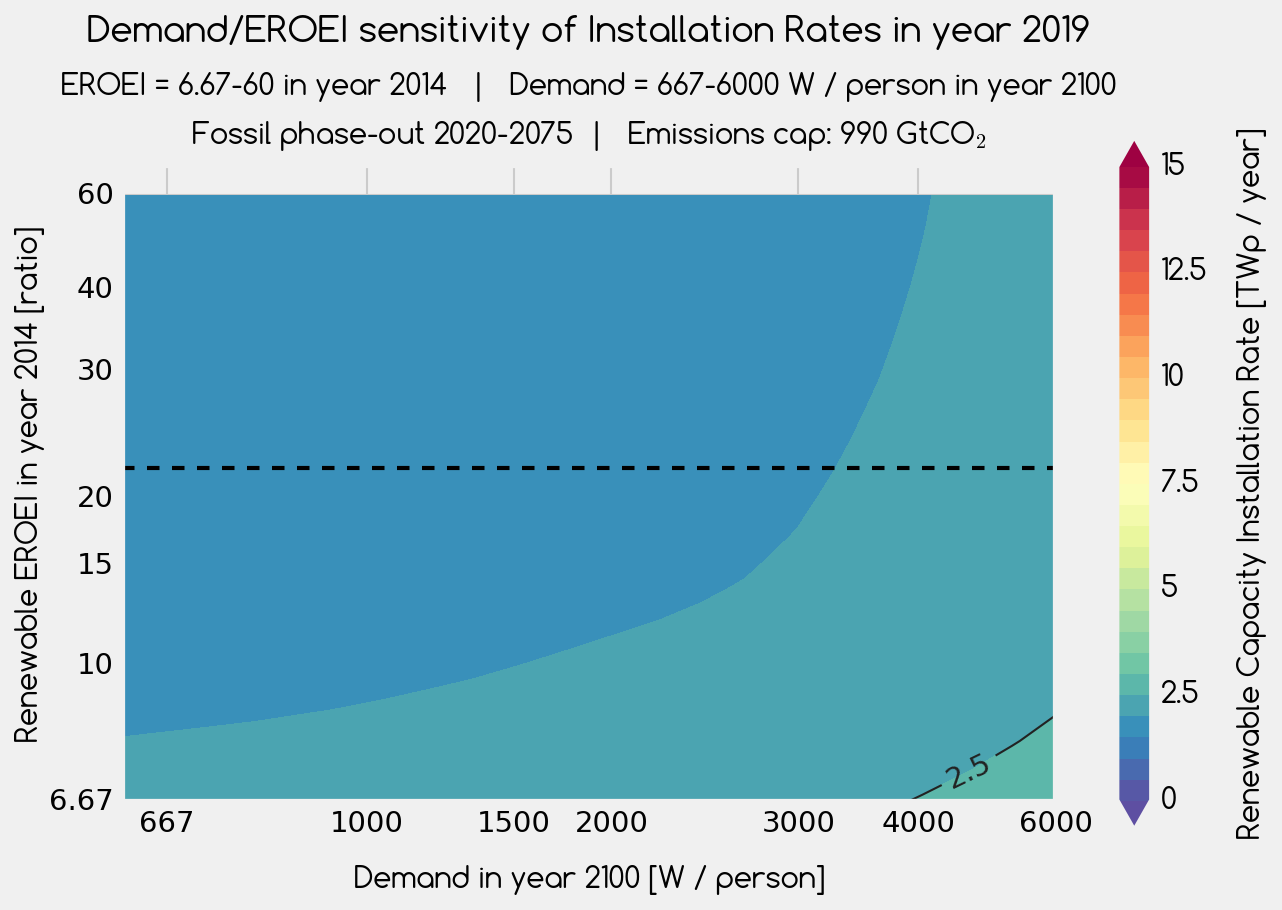 Demand/EROEI sensitivity of Installation Rates in year 2019
EROEI = 6.67-60 in year 2014 | Demand = 667-6000 W / person in year 2100
Fossil phase-out 2020-2075 | Emissions cap: 990 GtCO₂
Renewable EROEI in year 2014 [ratio]
60
40
30
20
15
10
6.67
2.5
667 1000 1500 2000 3000 4000 6000
Demand in year 2100 [W / person]
15
12.5
10
7.5
5
2.5
0
Renewable Capacity Installation Rate [TWp / year]